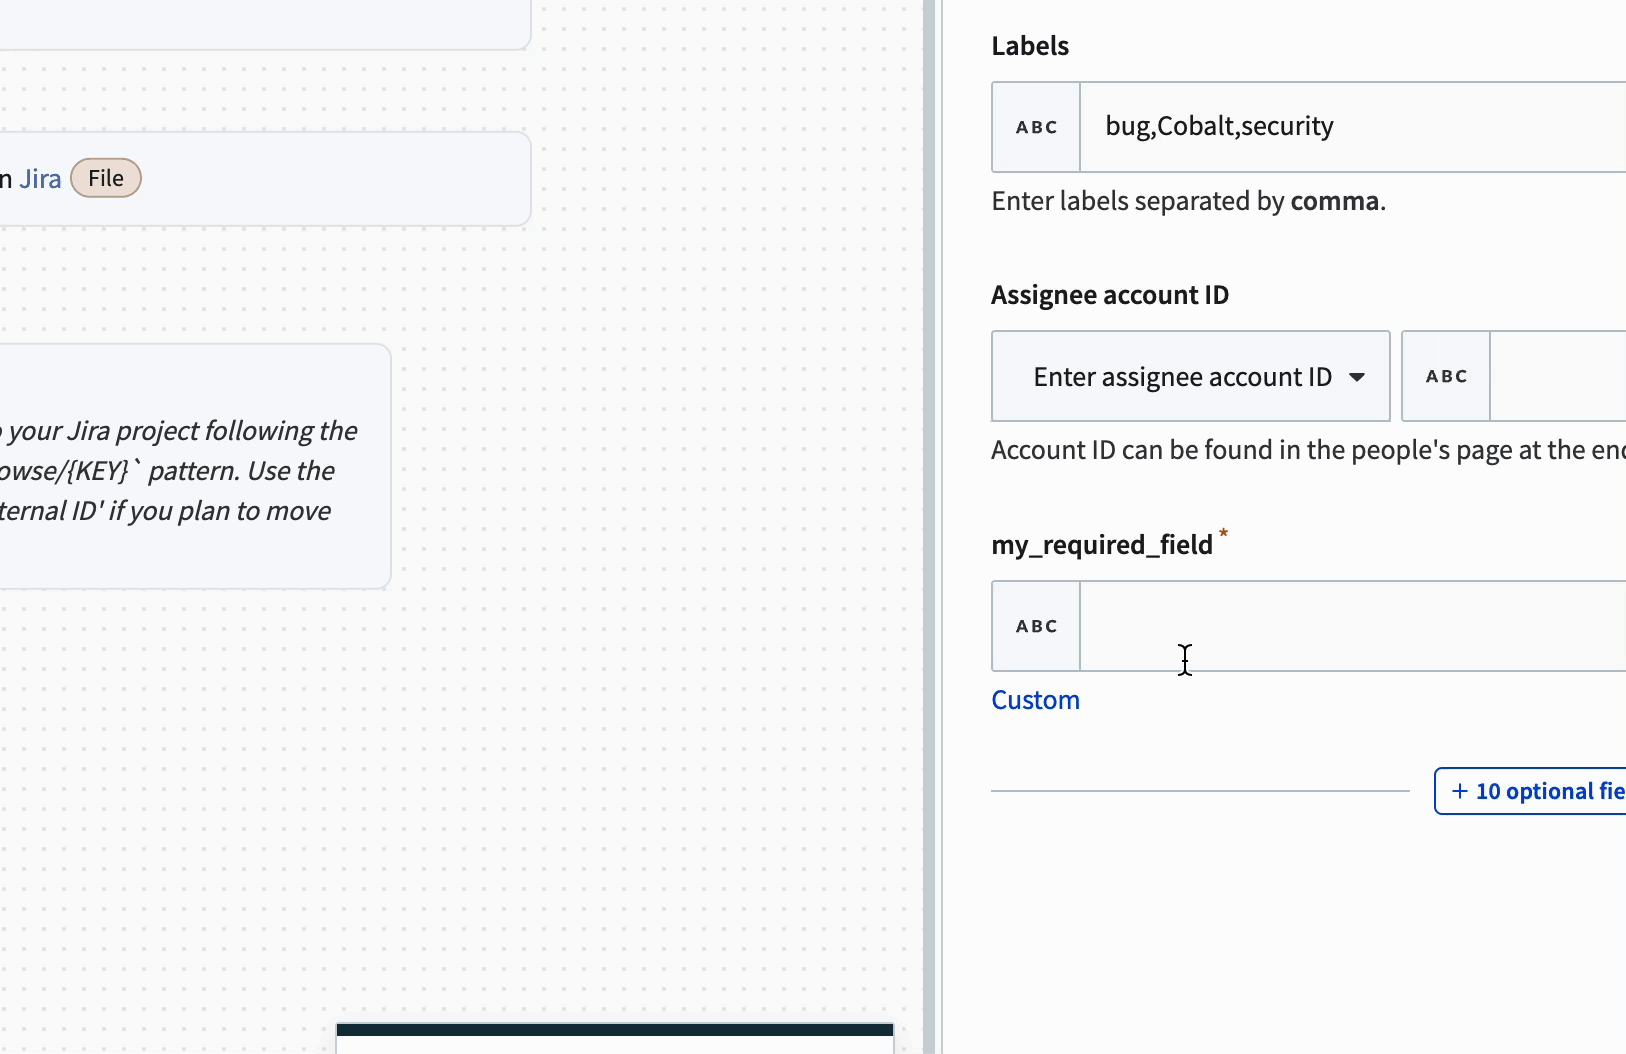 n Jira File
your Jira project following the
owse/{KEY}` pattern. Use the
ternal ID' if you plan to move
Labels
ABC bug,Cobalt,security
Enter labels separated by comma.
Assignee account ID
Enter assignee account ID ABC
Account ID can be found in the people's page at the en
my_required_field *
ABC
Custom
+ 10 optional fie